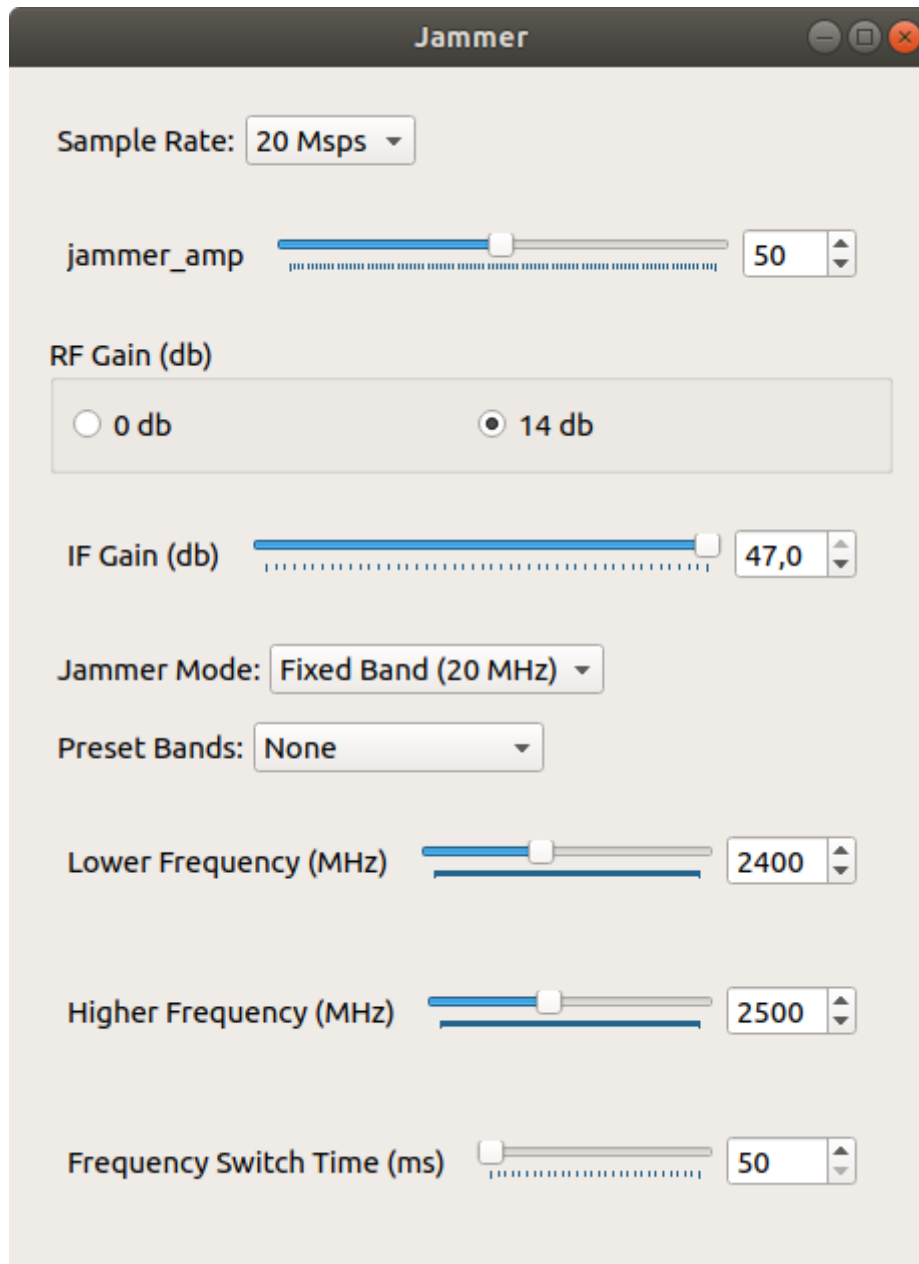 Jammer
Sample Rate: 20 Msps
jammer_amp 50
RF Gain (db)
0 db 14 db
IF Gain (db) 47,0
Jammer Mode: Fixed Band (20 MHz)
Preset Bands: None
Lower Frequency (MHz) 2400
Higher Frequency (MHz) 2500
Frequency Switch Time (ms) 50